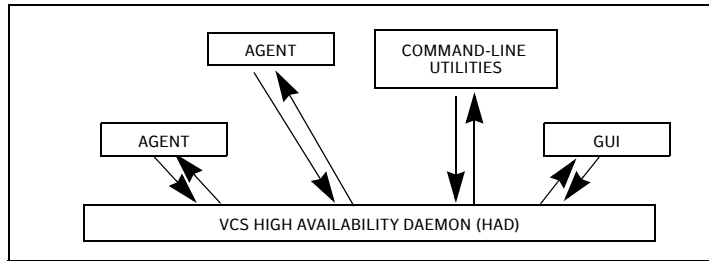 AGENT
COMMAND-LINE
UTILITIES
AGENT
GUI
VCS HIGH AVAILABILITY DAEMON (HAD)